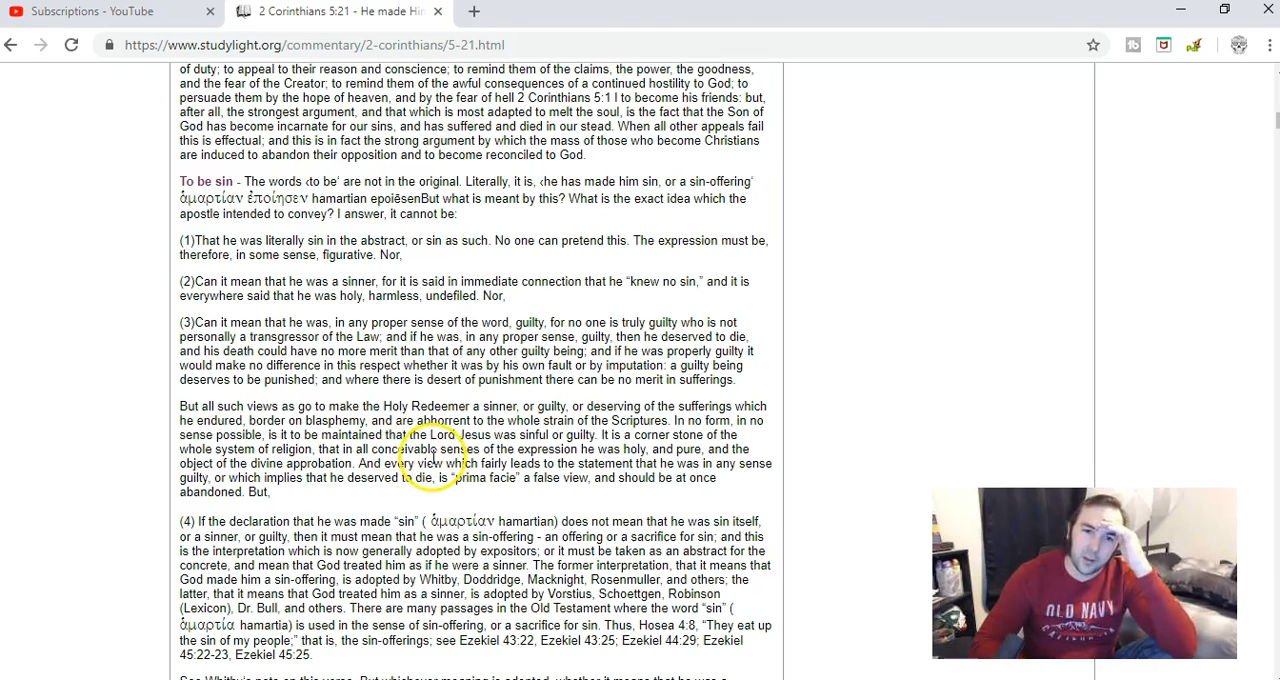 Subscriptions - YouTube
2 Corinthians 5:21 - He made Hi
https://www.studylight.org/commentary/2-corinthians/5-21.html
of duty; to appeal to their reason and conscience; to remind them of the claims, the power, the goodness,
and the fear of the Creator; to remind them of the awful consequences of a continued hostility to God; to
persuade them by the hope of heaven, and by the fear of hell 2 Corinthians 5:1 I to become his friends: but,
after all, the strongest argument, and that which is most adapted to melt the soul, is the fact that the Son of
God has become incarnate for our sins, and has suffered and died in our stead. When all other appeals fail
this is effectual; and this is in fact the strong argument by which the mass of those who become Christians
are induced to abandon their opposition and to become reconciled to God.
To be sin - The words ‹to be‘ are not in the original. Literally, it is, ‹he has made him sin, or a sin-offering‘
ἁμαρτίαν ἐποίησεν hamartian epoiēsenBut what is meant by this? What is the exact idea which the
apostle intended to convey? I answer, it cannot be:
(1)That he was literally sin in the abstract, or sin as such. No one can pretend this. The expression must be,
therefore, in some sense, figurative. Nor,
(2)Can it mean that he was a sinner, for it is said in immediate connection that he “knew no sin,” and it is
everywhere said that he was holy, harmless, undefiled. Nor,
(3)Can it mean that he was, in any proper sense of the word, guilty, for no one is truly guilty who is not
personally a transgressor of the Law; and if he was, in any proper sense, guilty, then he deserved to die,
and his death could have no more merit than that of any other guilty being; and if he was properly guilty it
would make no difference in this respect whether it was by his own fault or by imputation: a guilty being
deserves to be punished; and where there is desert of punishment there can be no merit in sufferings.
But all such views as go to make the Holy Redeemer a sinner, or guilty, or deserving of the sufferings which
he endured, border on blasphemy, and are abhorrent to the whole strain of the Scriptures. In no form, in no
sense possible, is it to be maintained that the Lord Jesus was sinful or guilty. It is a corner stone of the
whole system of religion, that in all conceivable senses of the expression he was holy, and pure, and the
object of the divine approbation. And every view which fairly leads to the statement that he was in any sense
guilty, or which implies that he deserved to die, is “prima facie” a false view, and should be at once
abandoned. But,
(4) If the declaration that he was made “sin” ( ἁμαρτίαν hamartian) does not mean that he was sin itself,
or a sinner, or guilty, then it must mean that he was a sin-offering - an offering or a sacrifice for sin; and this
is the interpretation which is now generally adopted by expositors; or it must be taken as an abstract for the
concrete, and mean that God treated him as if he were a sinner. The former interpretation, that it means that
God made him a sin-offering, is adopted by Whitby, Doddridge, Macknight, Rosenmuller, and others; the
latter, that it means that God treated him as a sinner, is adopted by Vorstius, Schoettgen, Robinson
(Lexicon), Dr. Bull, and others. There are many passages in the Old Testament where the word “sin” (
ἁμαρτία hamartia) is used in the sense of sin-offering, or a sacrifice for sin. Thus, Hosea 4:8, “They eat up
the sin of my people;” that is, the sin-offerings; see Ezekiel 43:22, Ezekiel 43:25; Ezekiel 44:29; Ezekiel
45:22-23, Ezekiel 45:25.
OLD NAVY